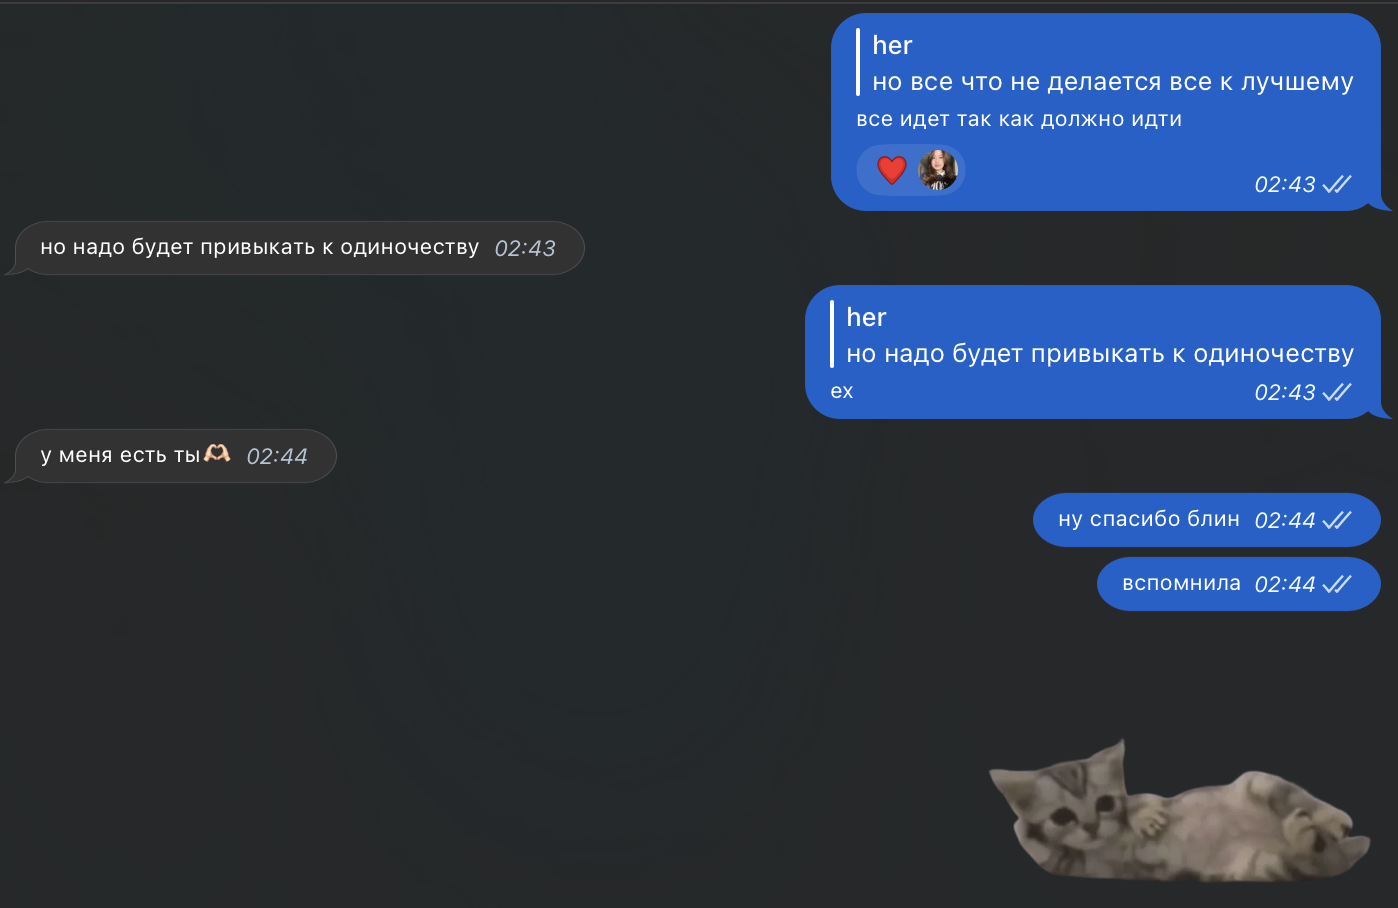 her
но все что не делается все к лучшему
все идет так как должно идти
02:43
но надо будет привыкать к одиночеству 02:43
her
но надо будет привыкать к одиночеству
ех 02:43
у меня есть ты🫶🏻 02:44
ну спасибо блин 02:44
вспомнила 02:44